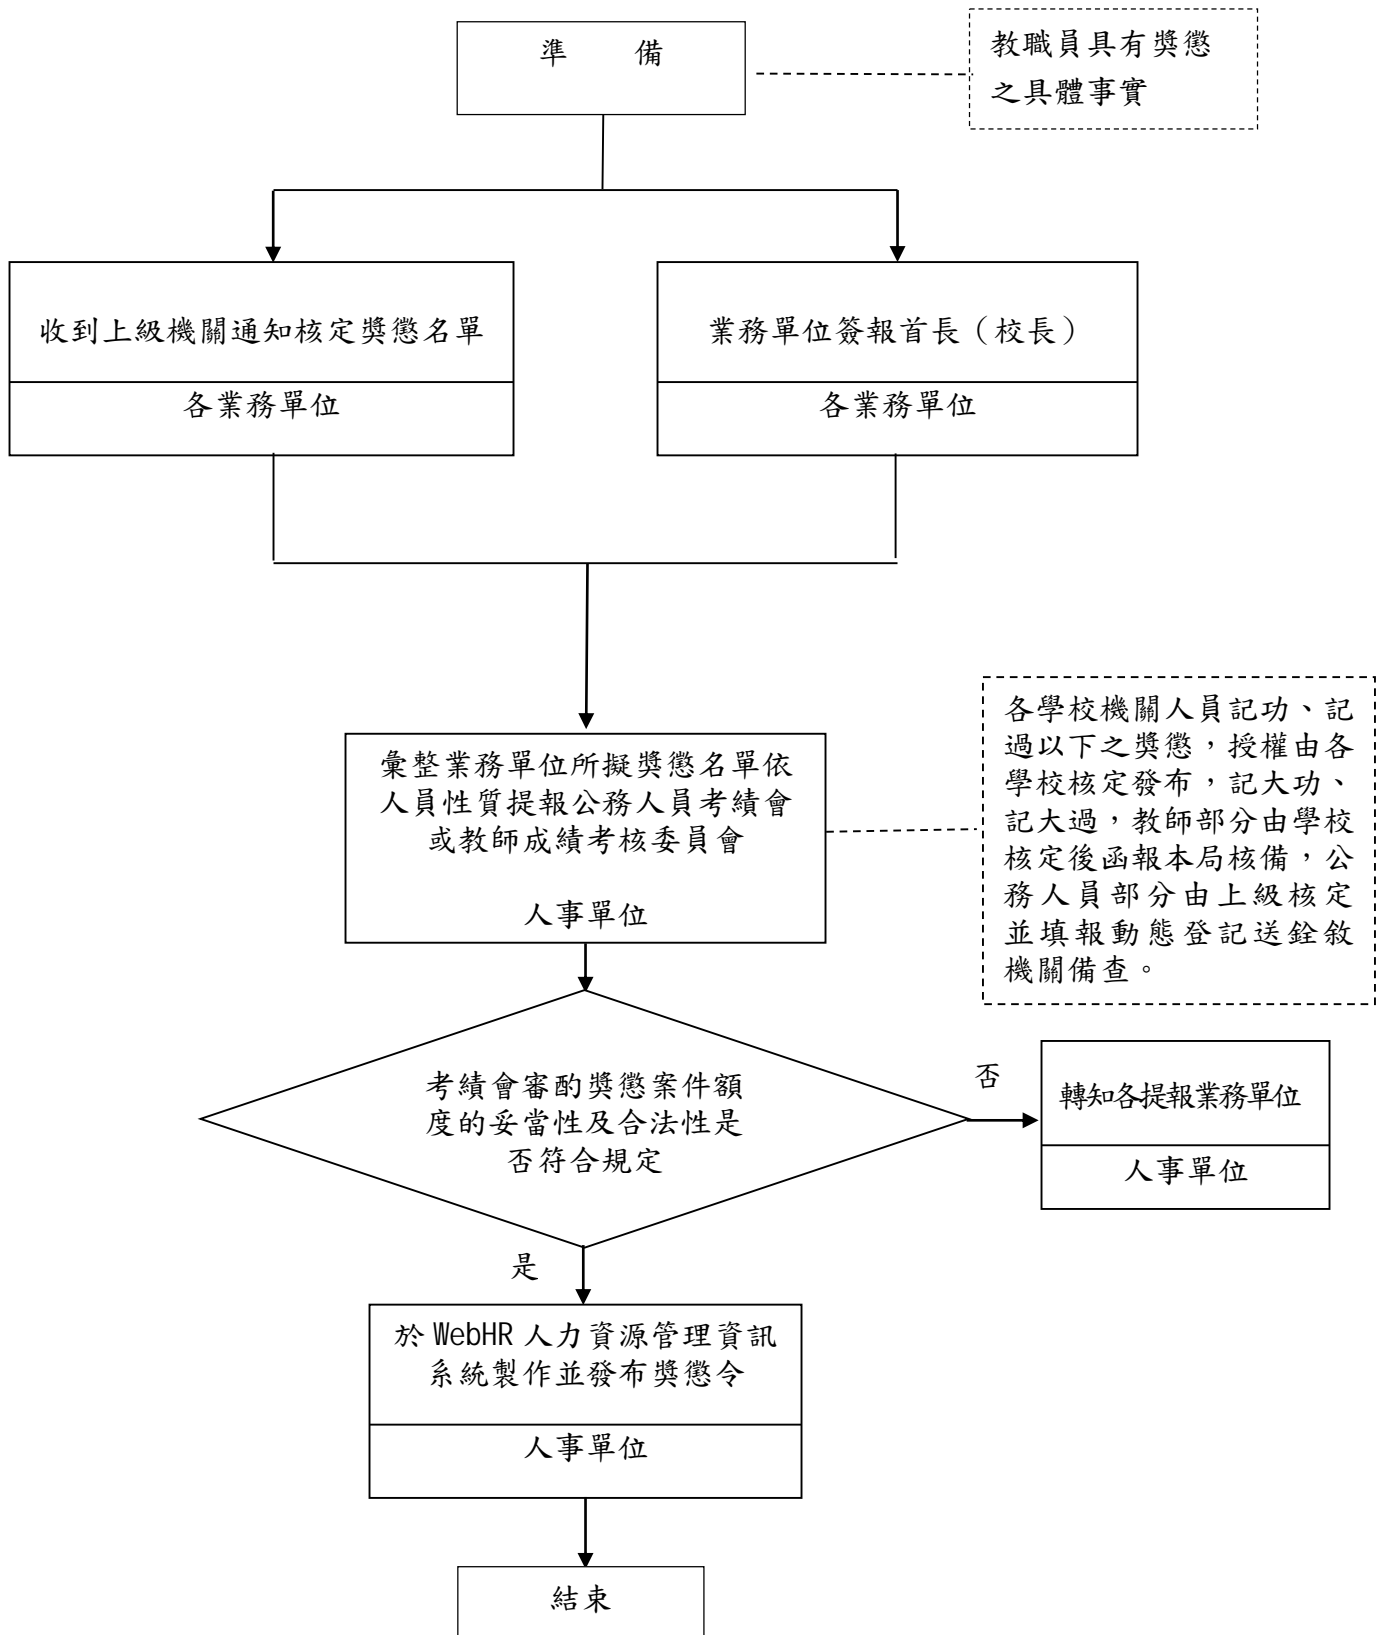 準 備
教職員具有獎懲
之具體事實
收到上級機關通知核定獎懲名單
各業務單位
業務單位簽報首長（校長）
各業務單位
彙整業務單位所擬獎懲名單依
人員性質提報公務人員考績會
或教師成績考核委員會
人事單位
各學校機關人員記功、記
過以下之獎懲，授權由各
學校核定發布，記大功、
記大過，教師部分由學校
核定後函報本局核備，公
務人員部分由上級核定
並填報動態登記送銓敘
機關備查。
考績會審酌獎懲案件額
度的妥當性及合法性是
否符合規定
否
轉知各提報業務單位
人事單位
是
於 WebHR 人力資源管理資訊
系統製作並發布獎懲令
人事單位
結束